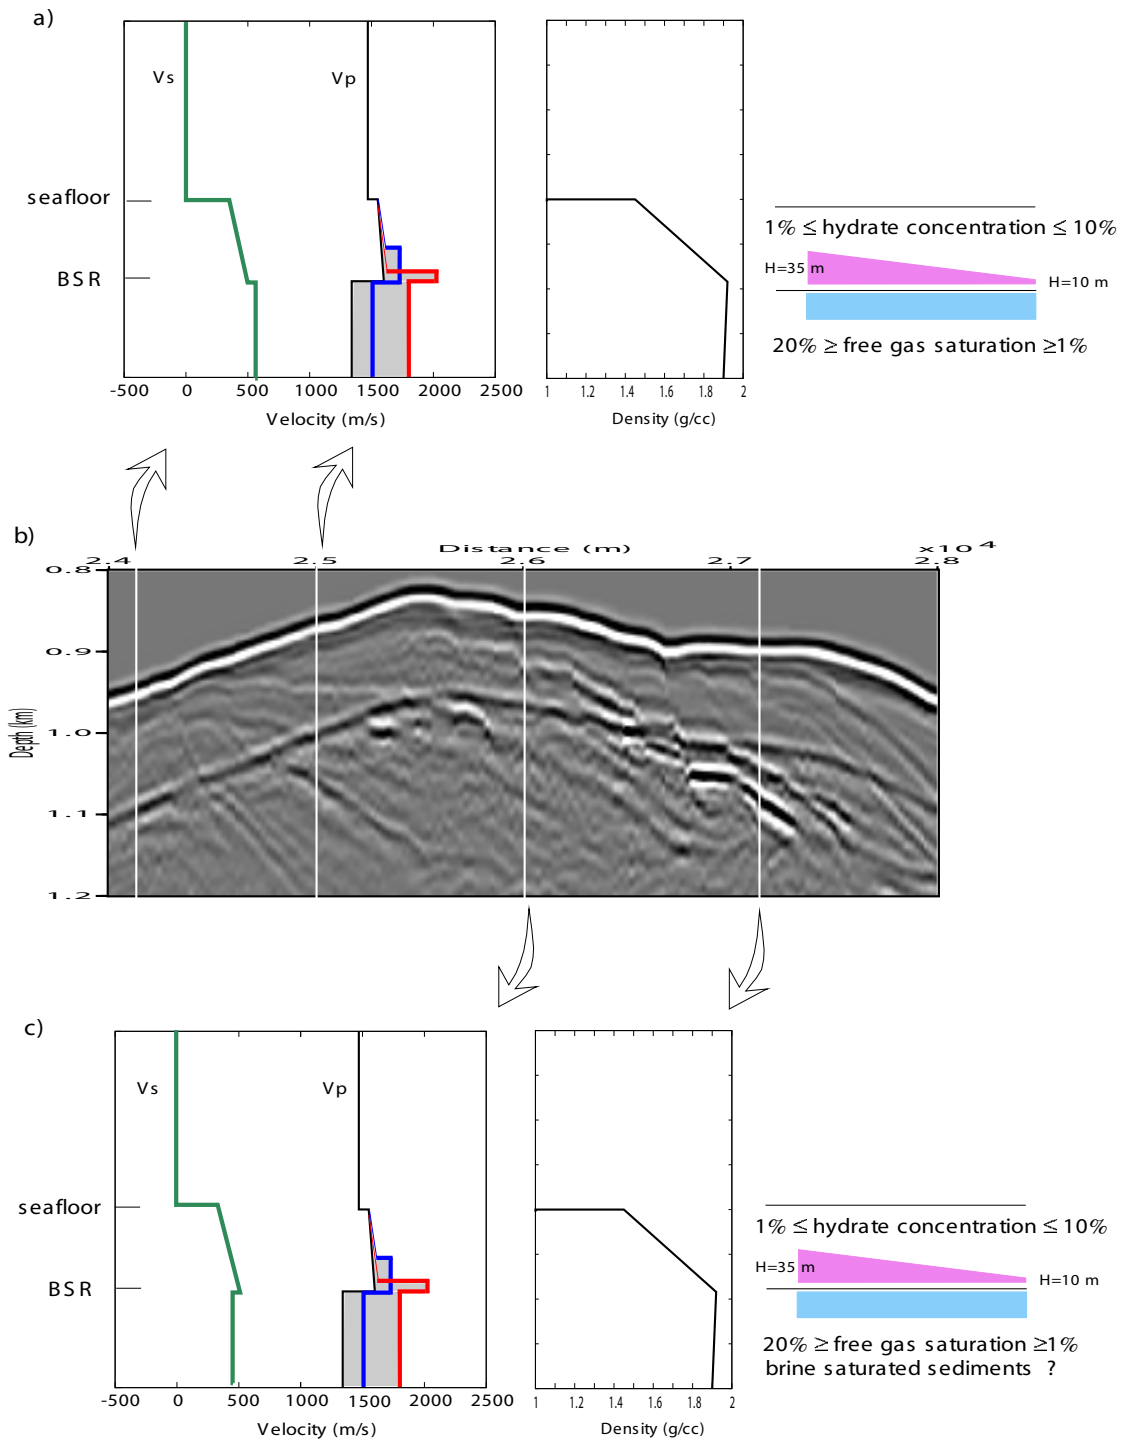 a)
Vs
Vp
seafloor
BSR
-500 0 500 1000 1500 2000 2500
Velocity (m/s)
1 1.2 1.4 1.6 1.8 2
Density (g/cc)
1% ≤ hydrate concentration ≤ 10%
H=35 m
H=10 m
20% ≥ free gas saturation ≥1%
b)
Distance (m)
x10 4
2.4 2.5 2.6 2.7 2.8
0.8
0.9
1.0
1.1
1.2
Depth (km)
c)
Vs
Vp
seafloor
BSR
-500 0 500 1000 1500 2000 2500
Velocity (m/s)
1 1.2 1.4 1.6 1.8 2
Density (g/cc)
1% ≤ hydrate concentration ≤ 10%
H=35 m
H=10 m
20% ≥ free gas saturation ≥1%
brine saturated sediments ?